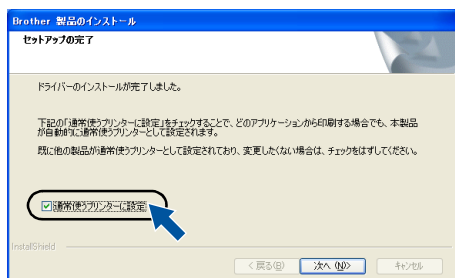 Brother 製品のインストール
セットアップの完了
ドライバーのインストールが完了しました。
下記の「通常使うプリンターに設定」をチェックすることで、どのアプリケーションから印刷する場合でも、本製品
が自動的に通常使うプリンターとして設定されます。
既に他の製品が通常使うプリンターとして設定されており、変更したくない場合は、チェックをはずしてください。
通常使うプリンターに設定
InstallShield
< 戻る(B)
次へ (N)>
キャンセル